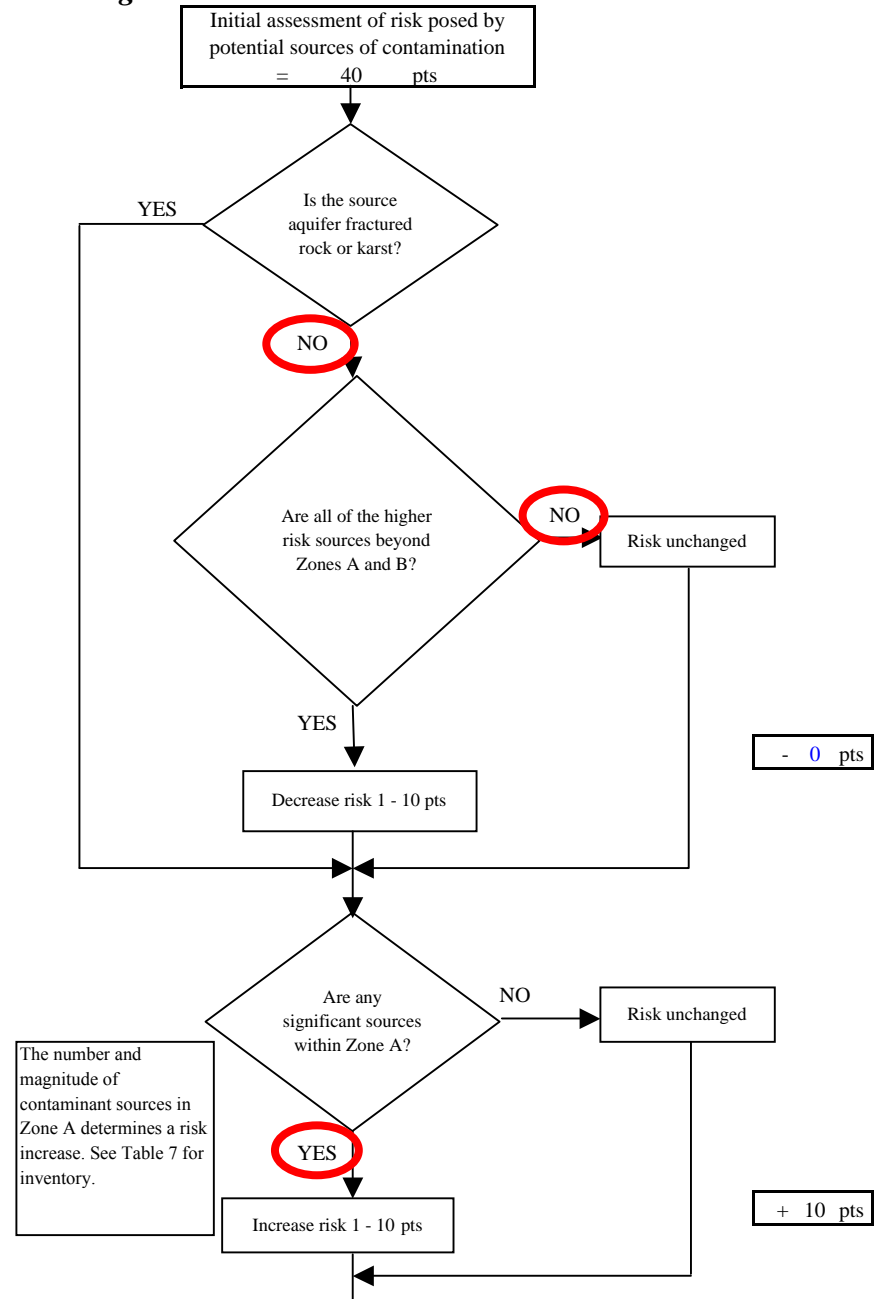 Initial assessment of risk posed by
potential sources of contamination
= 40 pts
YES
Is the source
aquifer fractured
rock or karst?
NO
Are all of the higher
risk sources beyond
Zones A and B?
NO
Risk unchanged
YES
- 0 pts
Decrease risk 1 - 10 pts
Are any
significant sources
within Zone A?
NO
Risk unchanged
The number and
magnitude of
contaminant sources in
Zone A determines a risk
increase. See Table 7 for
inventory.
YES
Increase risk 1 - 10 pts
+ 10 pts